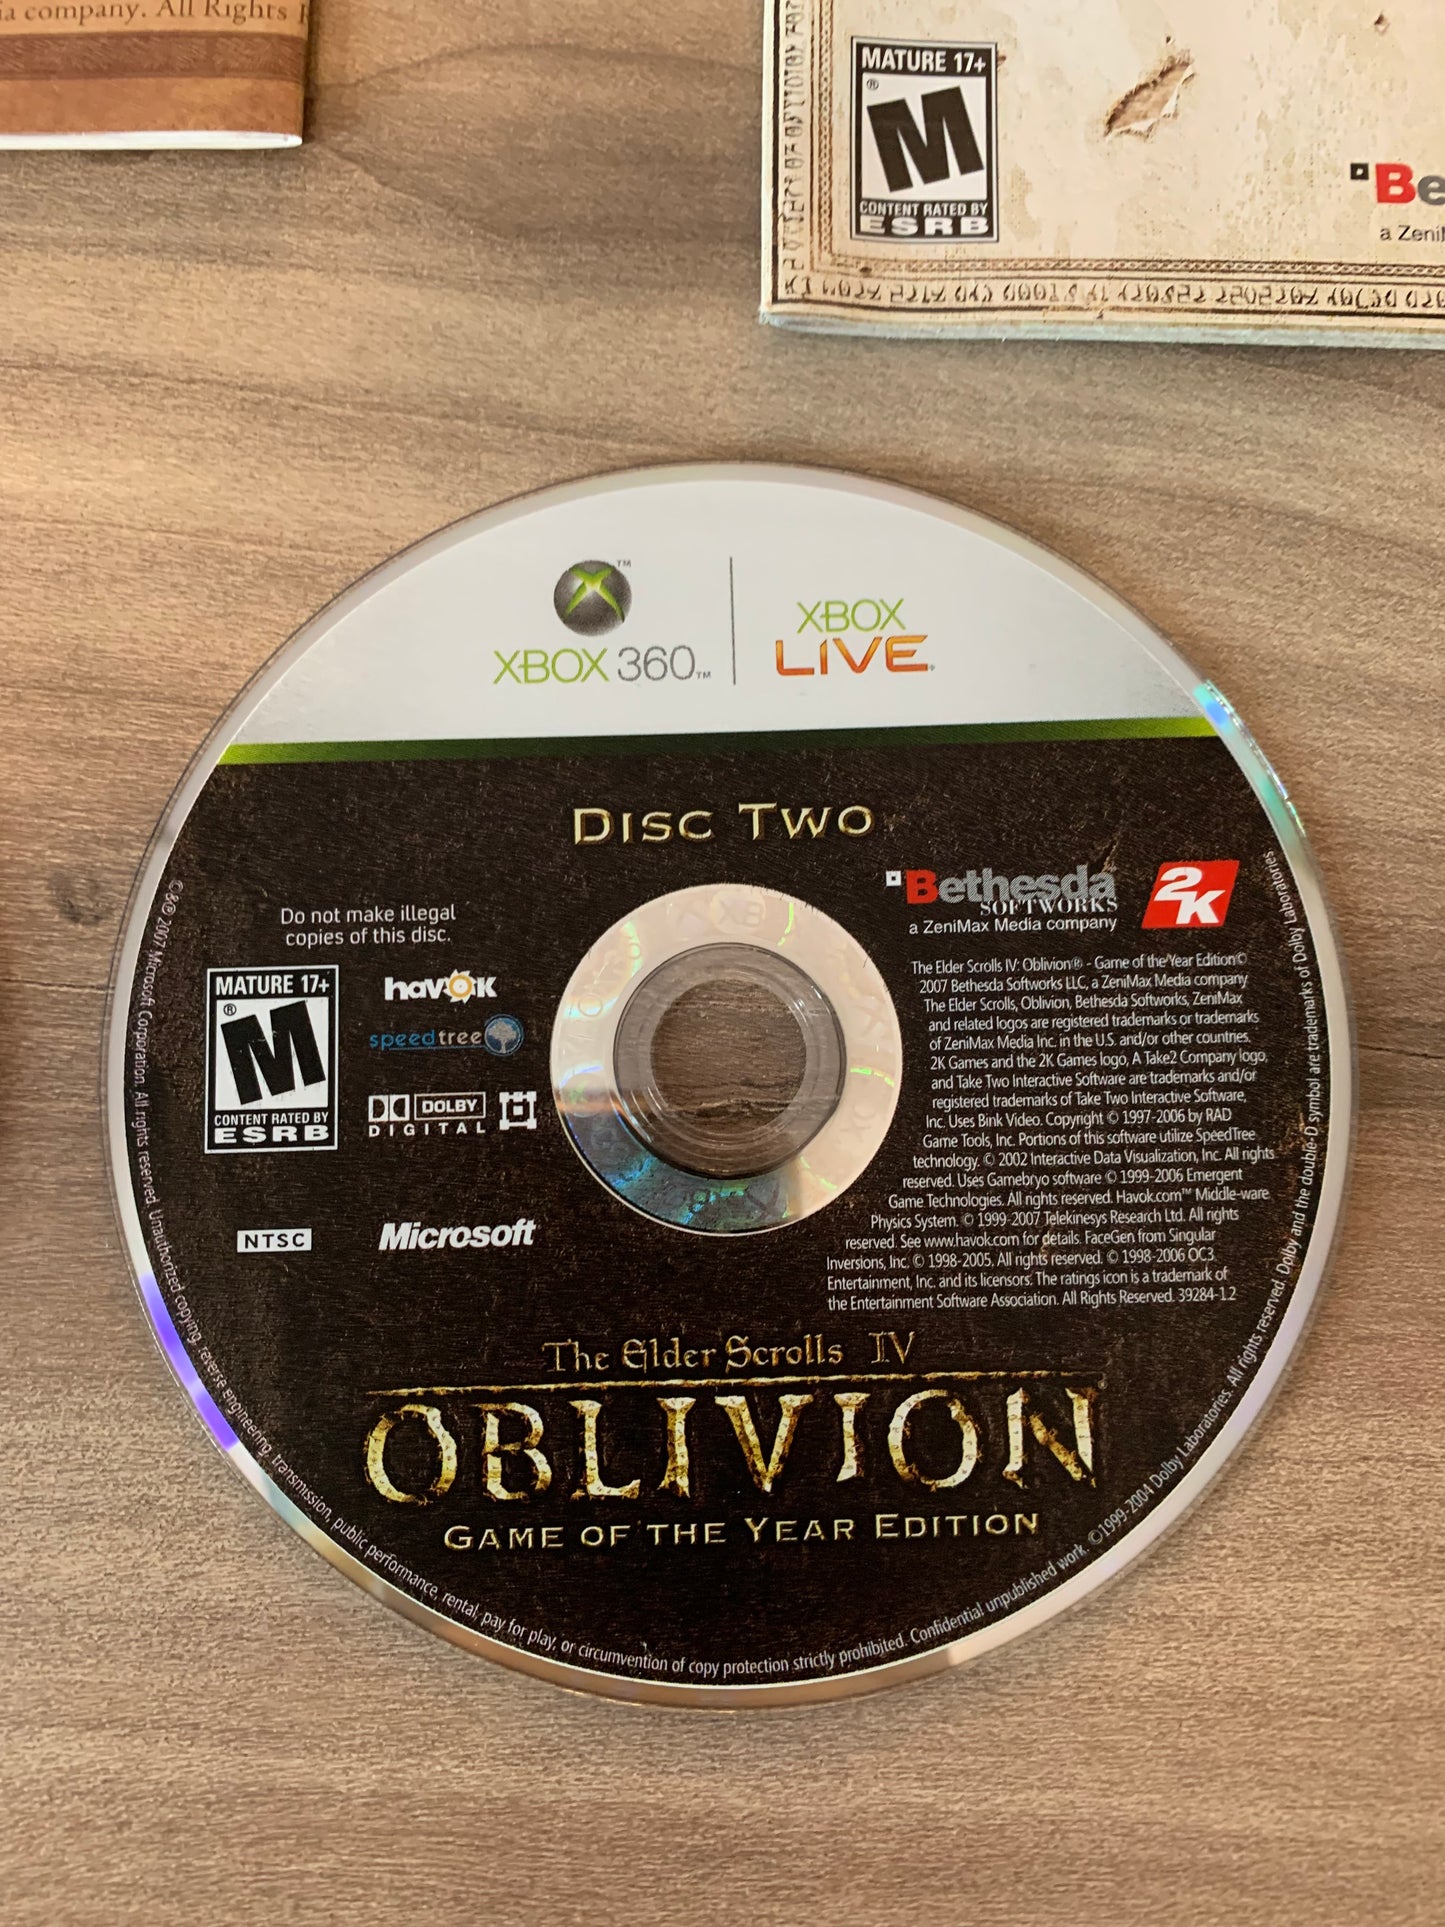 ia company. All Rights
MATURE 17+
M
®
CONTENT RATED BY
ESRB
Be
a Zeni
™
XBOX 360™
XBOX
LIVE
DISC TWO
Do not make illegal
copies of this disc.
MATURE 17+
®
M
CONTENT RATED BY
ESRB
havok
speedtree
DOLBY
DIGITAL
NTSC
Microsoft
Bethesda
SOFTWORKS
a ZeniMax Media company
2K
The Elder Scrolls IV: Oblivion® - Game of the Year Edition©
2007 Bethesda Softworks LLC, a ZeniMax Media company
The Elder Scrolls, Oblivion, Bethesda Softworks, ZeniMax
and related logos are registered trademarks or trademarks
of ZeniMax Media Inc. in the U.S. and/or other countries.
2K Games and the 2K Games logo, A Take2 Company logo,
and Take Two Interactive Software are trademarks and/or
registered trademarks of Take Two Interactive Software,
Inc. Uses Bink Video. Copyright © 1997-2006 by RAD
Game Tools, Inc. Portions of this software utilize SpeedTree
technology. © 2002 Interactive Data Visualization, Inc. All rights
reserved. Uses Gamebryo software © 1999-2006 Emergent
Game Technologies. All rights reserved. Havok.com™ Middle-ware
Physics System. © 1999-2007 Telekinesys Research Ltd. All rights
reserved. See www.havok.com for details. FaceGen from Singular
Inversions, Inc. © 1998-2005. All rights reserved. © 1998-2006 OC3
Entertainment, Inc. and its licensors. The ratings icon is a trademark of
the Entertainment Software Association. All Rights Reserved. 39284-1.2
The Elder Scrolls IV
OBLIVION®
GAME OF THE YEAR EDITION
©&℗ 2007 Microsoft Corporation. All rights reserved. Unauthorized copying, reverse engineering, transmission, public performance, rental, pay for play, or circumvention of copy protection strictly prohibited. Confidential unpublished work. ©1999-2004 Dolby Laboratories. All rights reserved. Dolby and the double-D symbol are trademarks of Dolby Laboratories.